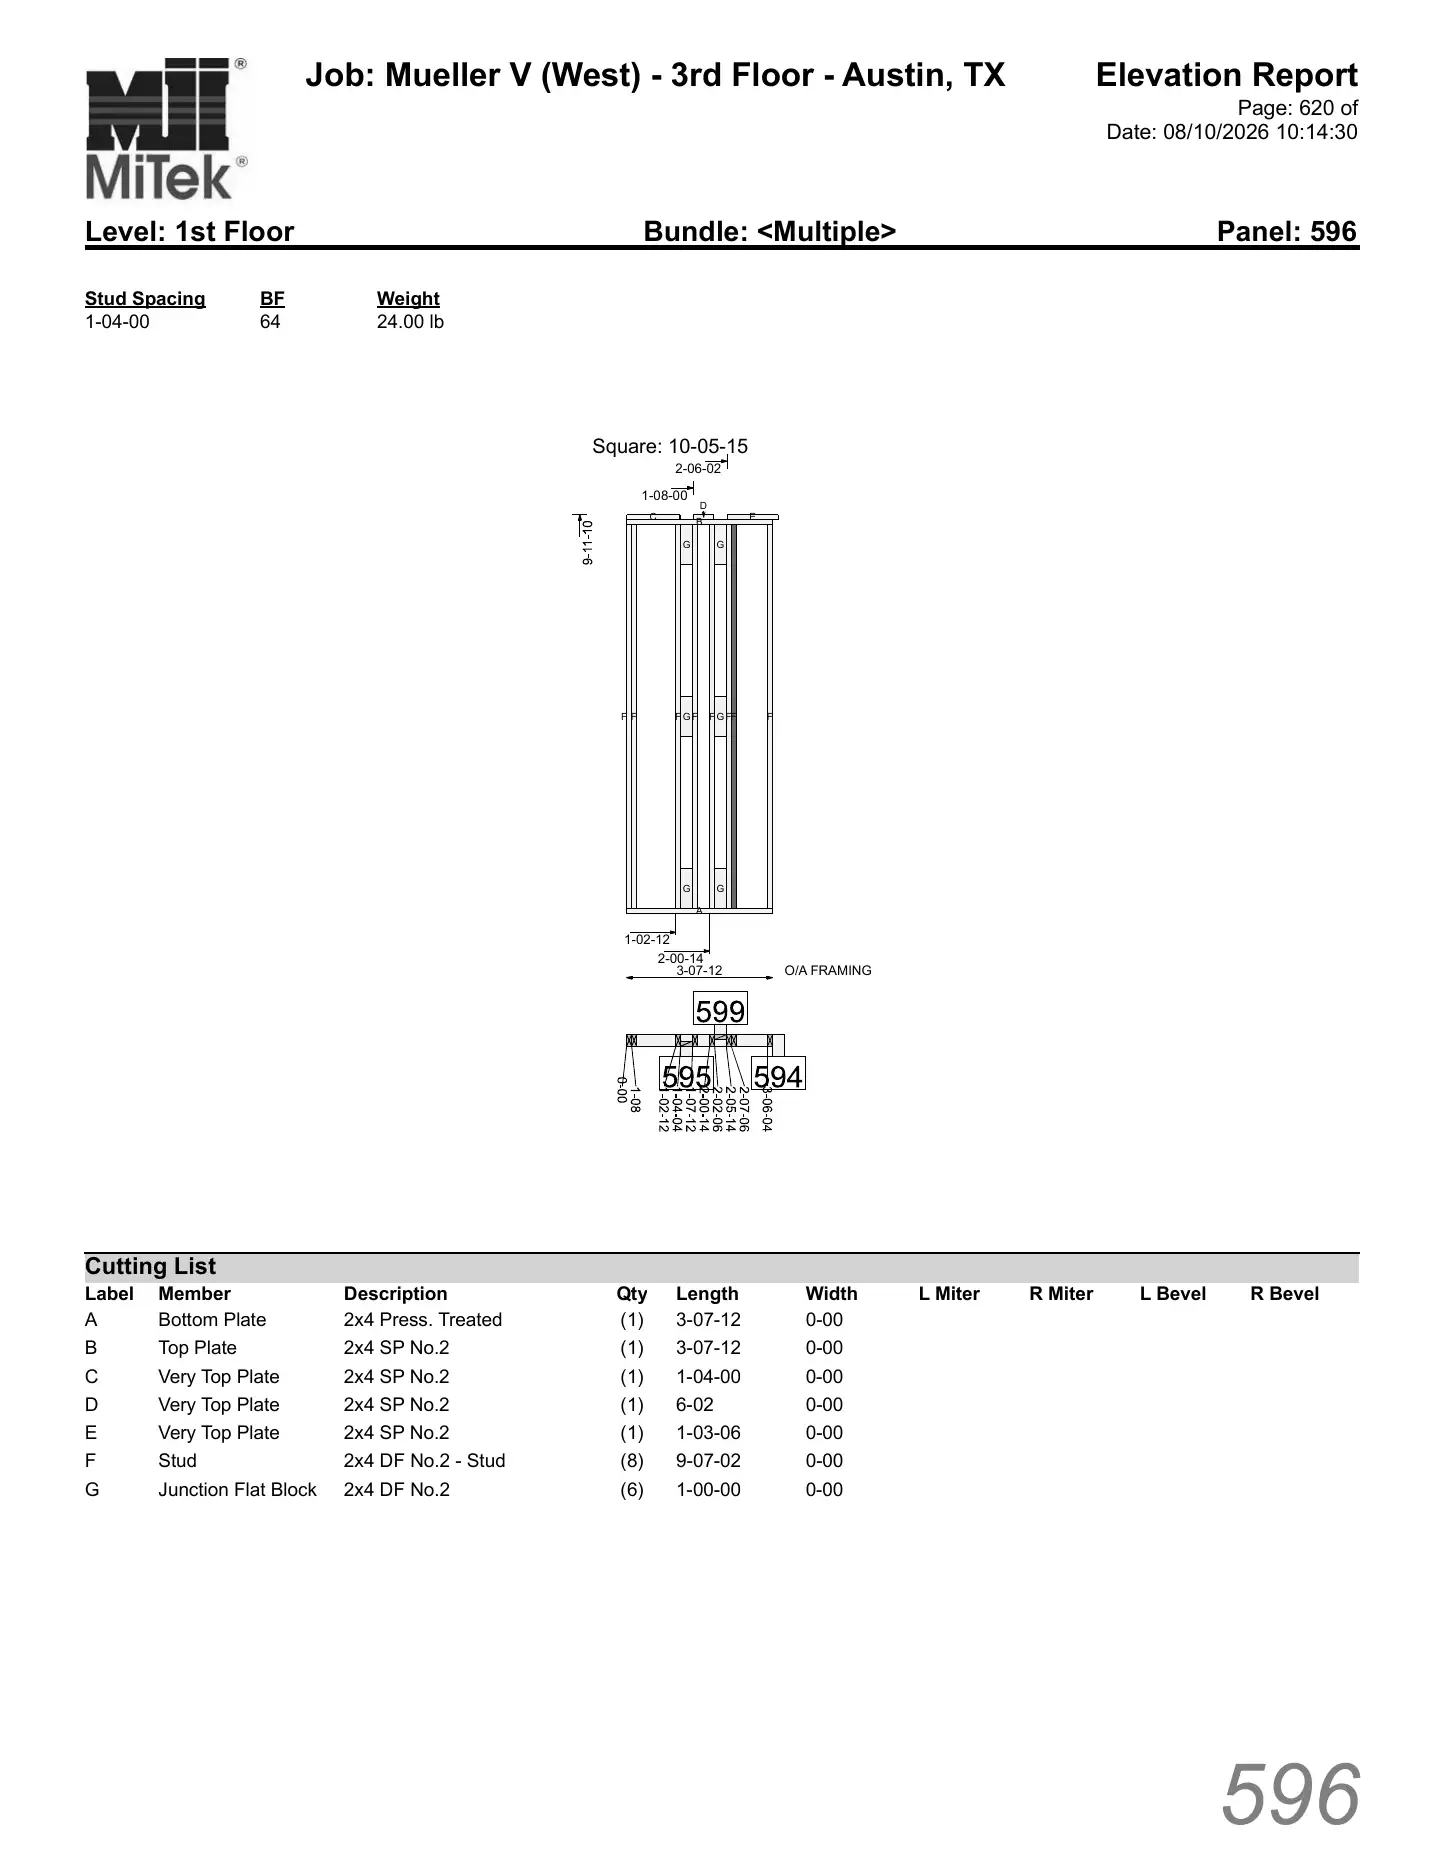 Job: Mueller V (West) - 3rd Floor - Austin, TX
Elevation Report
Page: 620 of
Date: 08/10/2026 10:14:30
®
MiTek®
Level: 1st Floor Bundle: <Multiple> Panel: 596
Stud Spacing BF Weight
1-04-00 64 24.00 lb
Square: 10-05-15
2-06-02
1-08-00
D
C B E
9-11-10
G G
F F F G F F G F F F
G G
A
1-02-12
2-00-14
3-07-12 O/A FRAMING
599
595 594
0-00 1-08 1-02-12 1-04-04 1-07-12 2-00-14 2-02-06 2-05-14 2-07-06 3-06-04
Cutting List
Label Member Description Qty Length Width L Miter R Miter L Bevel R Bevel
A Bottom Plate 2x4 Press. Treated (1) 3-07-12 0-00
B Top Plate 2x4 SP No.2 (1) 3-07-12 0-00
C Very Top Plate 2x4 SP No.2 (1) 1-04-00 0-00
D Very Top Plate 2x4 SP No.2 (1) 6-02 0-00
E Very Top Plate 2x4 SP No.2 (1) 1-03-06 0-00
F Stud 2x4 DF No.2 - Stud (8) 9-07-02 0-00
G Junction Flat Block 2x4 DF No.2 (6) 1-00-00 0-00
596